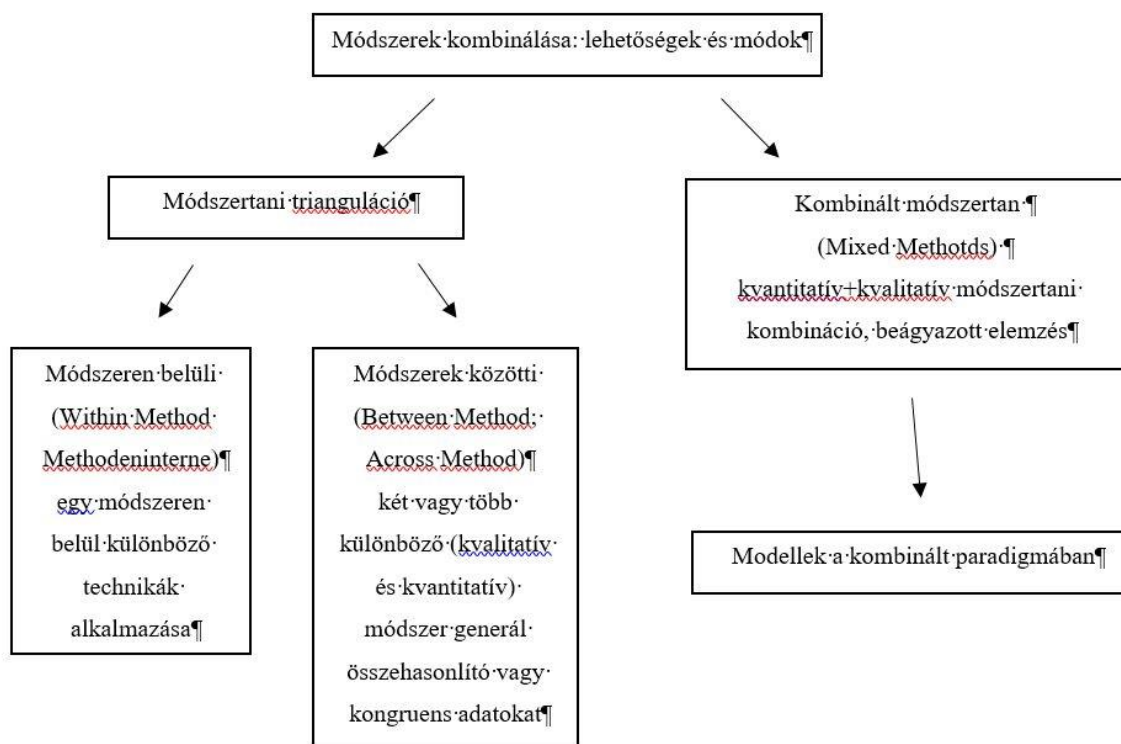 Módszerek·kombinálása:·lehetőségek·és·módok¶
Módszertani·trianguláció¶
Kombinált·módszertan·¶
(Mixed·Methotds)·¶
kvantitatív+kvalitatív·módszertani·
kombináció,·beágyazott·elemzés¶
Módszeren·belüli·
(Within·Method·
Methodeninterne)¶
egy·módszeren·
belül·különböző·
technikák·
alkalmazása¶
Módszerek·közötti·
(Between·Method;·
Across·Method)¶
két·vagy·több·
különböző·(kvalitatív·
és·kvantitatív)·
módszer·generál·
összehasonlító·vagy·
kongruens·adatokat¶
Modellek·a·kombinált·paradigmában¶